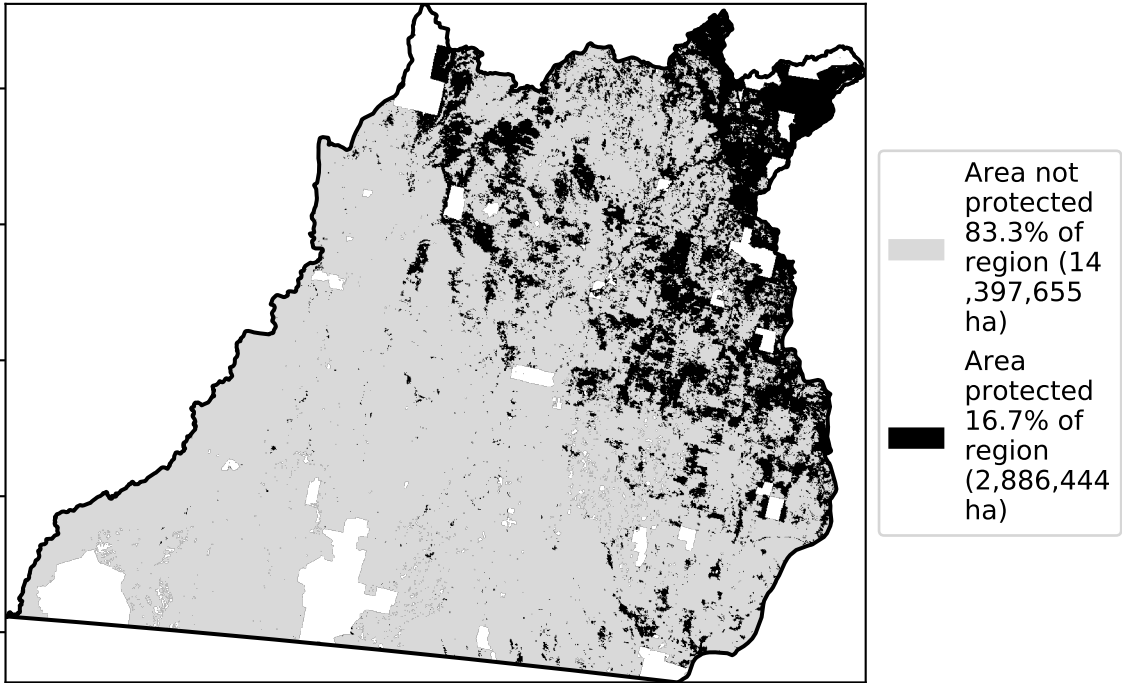 Area not
protected
83.3% of
region (14
,397,655
ha)
Area
protected
16.7% of
region
(2,886,444
ha)